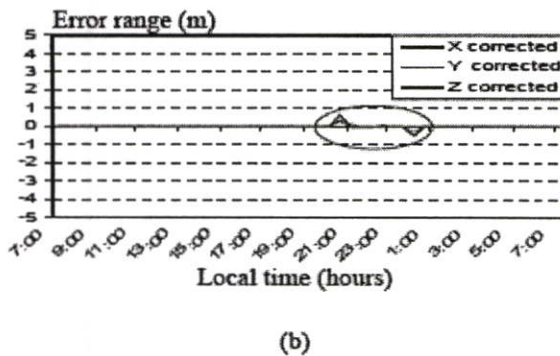 Error range (m)
5
4
3
2
1
0
-1
-2
-3
-4
-5
X corrected
Y corrected
Z corrected
7:00 9:00 11:00 13:00 15:00 17:00 19:00 21:00 23:00 1:00 3:00 5:00 7:00
Local time (hours)
(b)